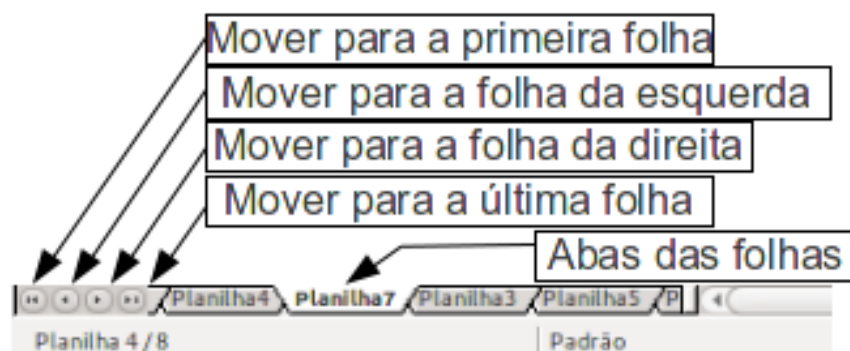 Mover para a primeira folha
Mover para a folha da esquerda
Mover para a folha da direita
Mover para a última folha
Abas das folhas
Planilha4 Planilha7 Planilha3 Planilha5 P
Planilha 4 / 8 Padrão